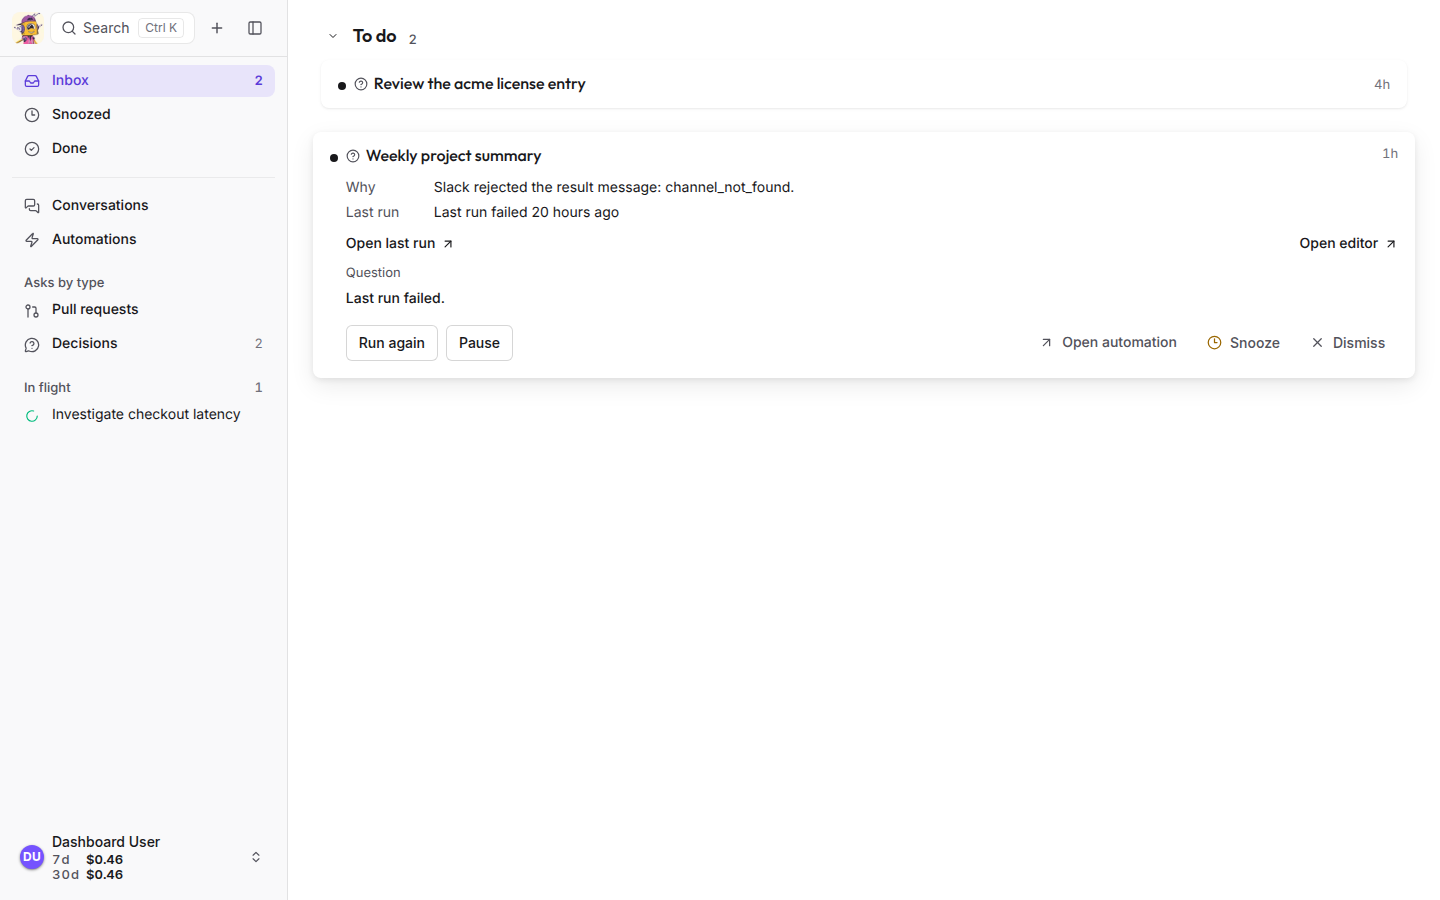 Search Ctrl K
Inbox 2
Snoozed
Done
Conversations
Automations
Asks by type
Pull requests
Decisions 2
In flight 1
Investigate checkout latency
DU Dashboard User
7d $0.46
30d $0.46
To do 2
Review the acme license entry 4h
Weekly project summary 1h
Why Slack rejected the result message: channel_not_found.
Last run Last run failed 20 hours ago
Open last run Open editor
Question
Last run failed.
Run again Pause Open automation Snooze Dismiss